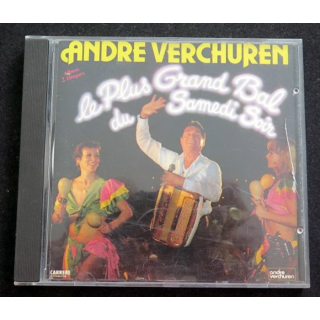 ANDRE VERCHUREN
le Plus Grand Bal
du Samedi Soir
CARRERE
andre
verchuren